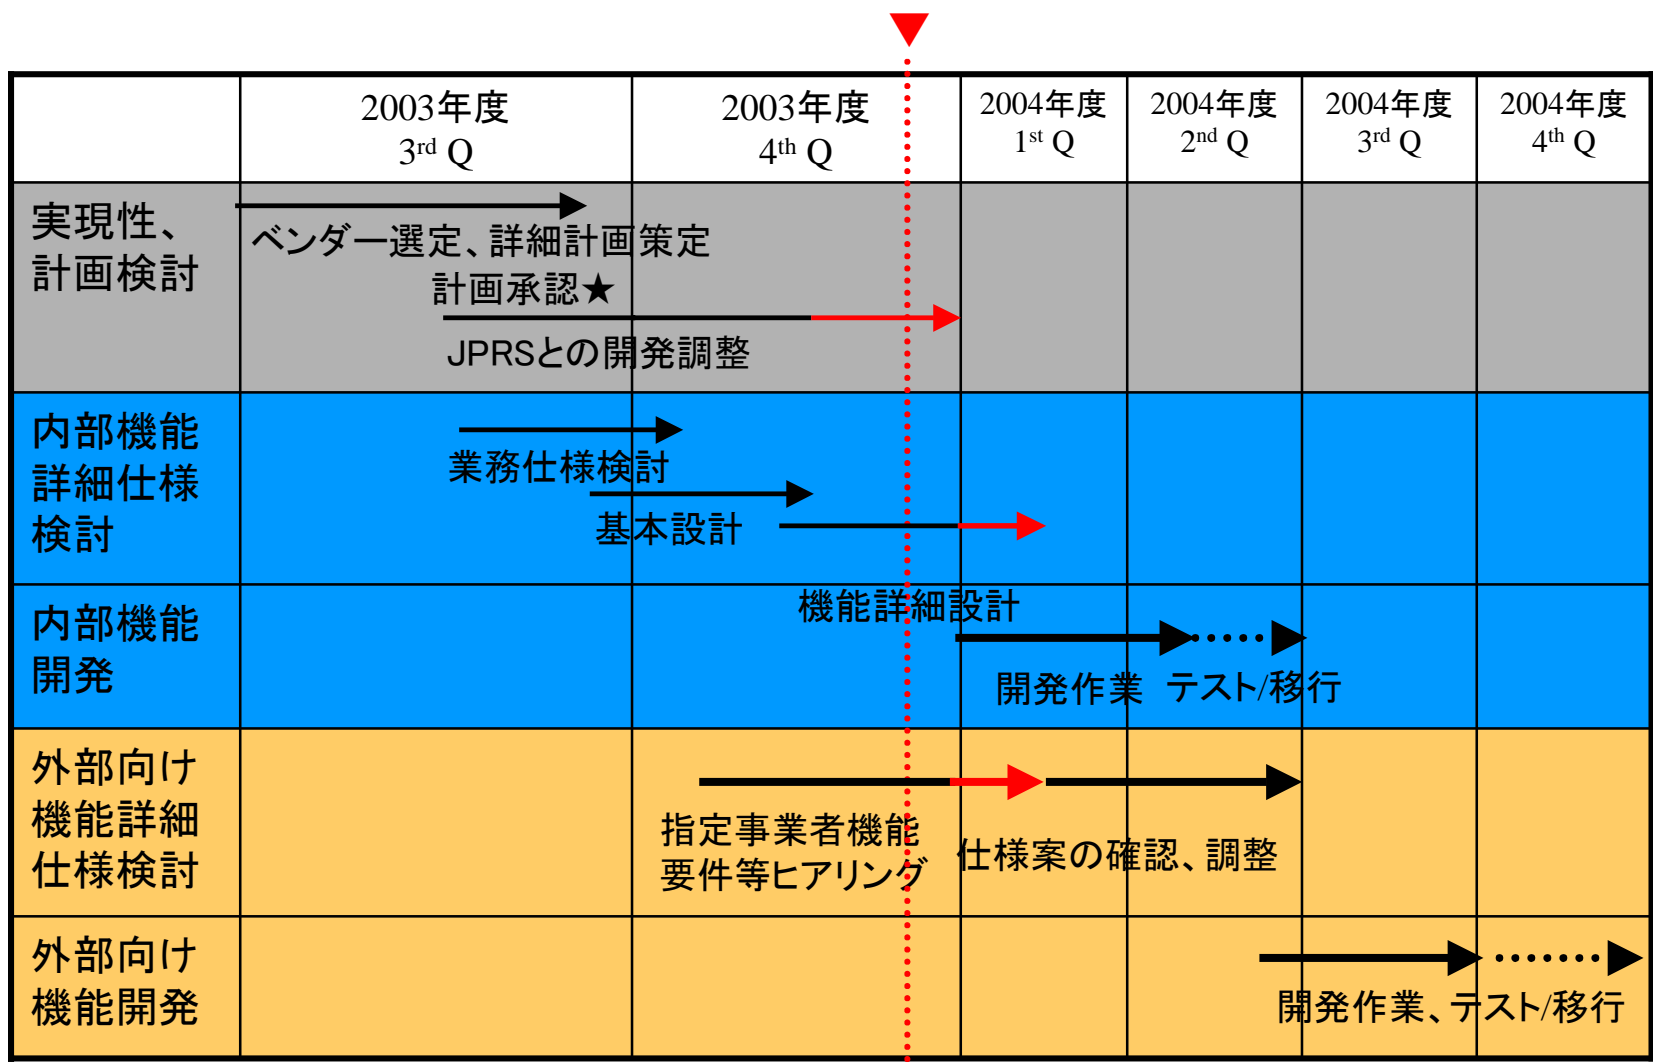 2003年度
3rd Q
2003年度
4th Q
2004年度
1st Q
2004年度
2nd Q
2004年度
3rd Q
2004年度
4th Q
実現性、
計画検討
ベンダー選定、詳細計画策定
計画承認★
JPRSとの開発調整
内部機能
詳細仕様
検討
業務仕様検討
基本設計
機能詳細設計
内部機能
開発
開発作業 テスト/移行
外部向け
機能詳細
仕様検討
指定事業者機能
要件等ヒアリング
仕様案の確認、調整
外部向け
機能開発
開発作業、テスト/移行